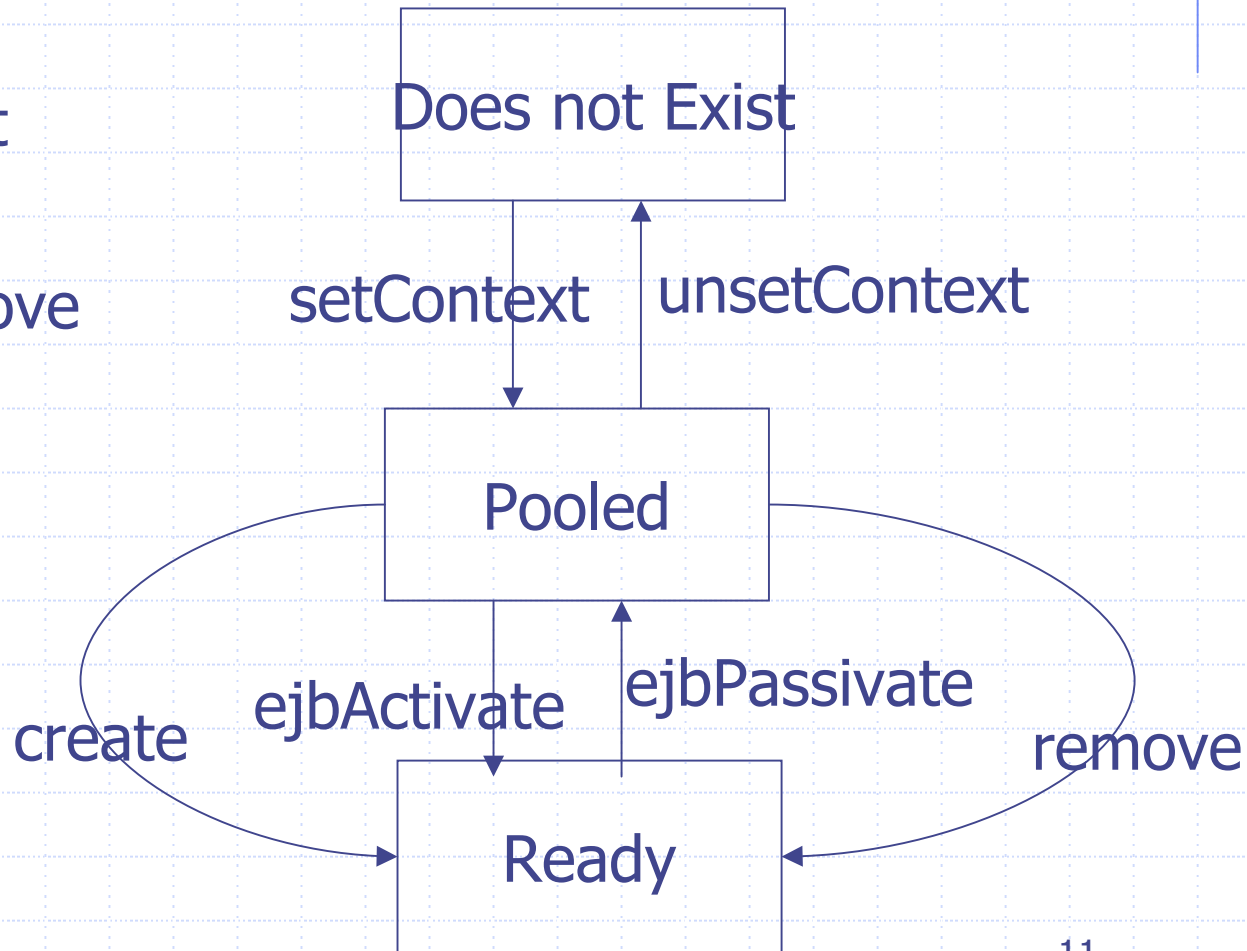 Does not Exist
setContext
unsetContext
Pooled
ejbActivate
ejbPassivate
create
remove
Ready